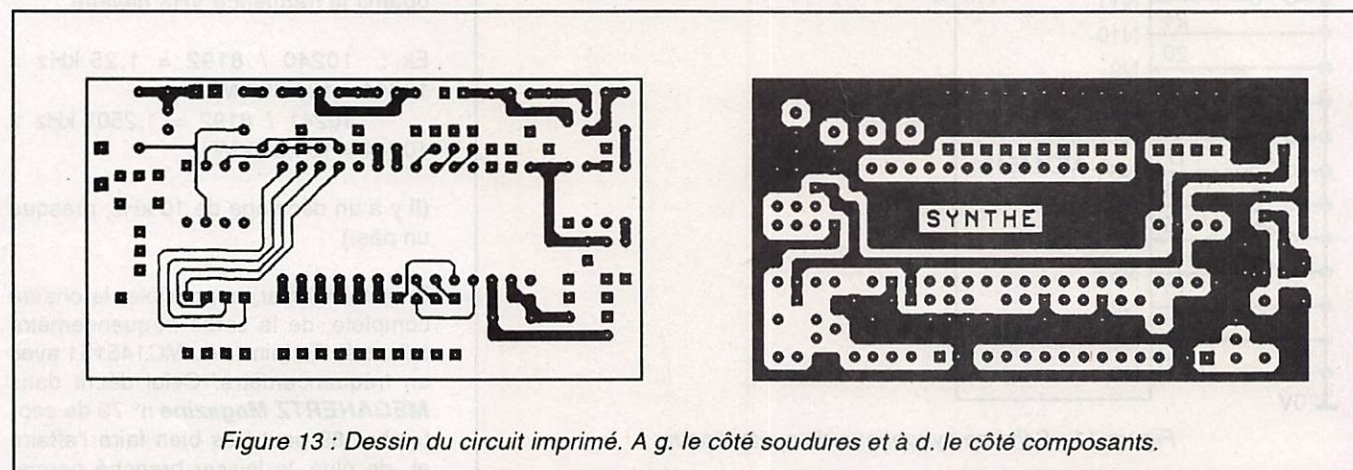 SYNTHE
Figure 13 : Dessin du circuit imprimé. A g. le côté soudures et à d. le côté composants.